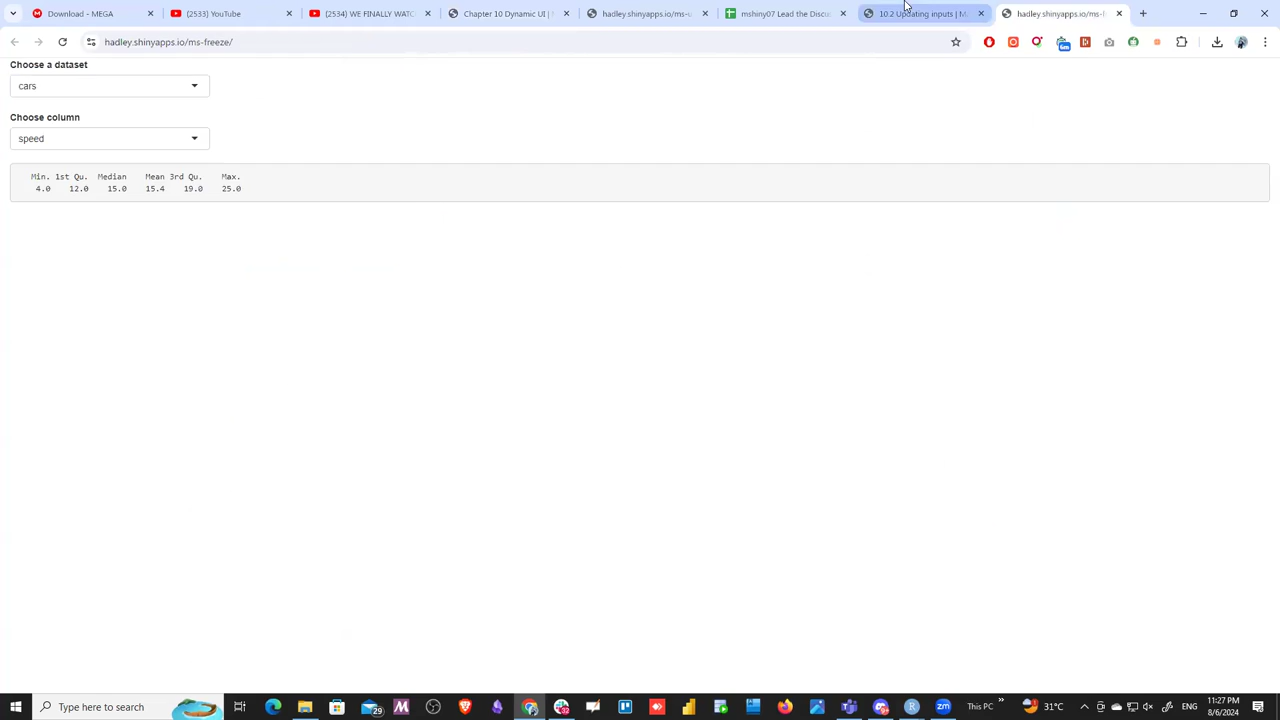 Download - MEGA
(2533) YouTube
(2534) WE FINALLY WATC
Chapter 10 Dynamic UI |
hadley.shinyapps.io/ms-
mshiny07 Lead the Discu
10.2 Updating inputs | M
hadley.shinyapps.io/ms-f
hadley.shinyapps.io/ms-freeze/
6m
Choose a dataset
cars
Choose column
speed
Min. 1st Qu. Median Mean 3rd Qu. Max.
4.0 12.0 15.0 15.4 19.0 25.0
Type here to search
29
32
This PC
31°C
ENG
11:27 PM
8/6/2024